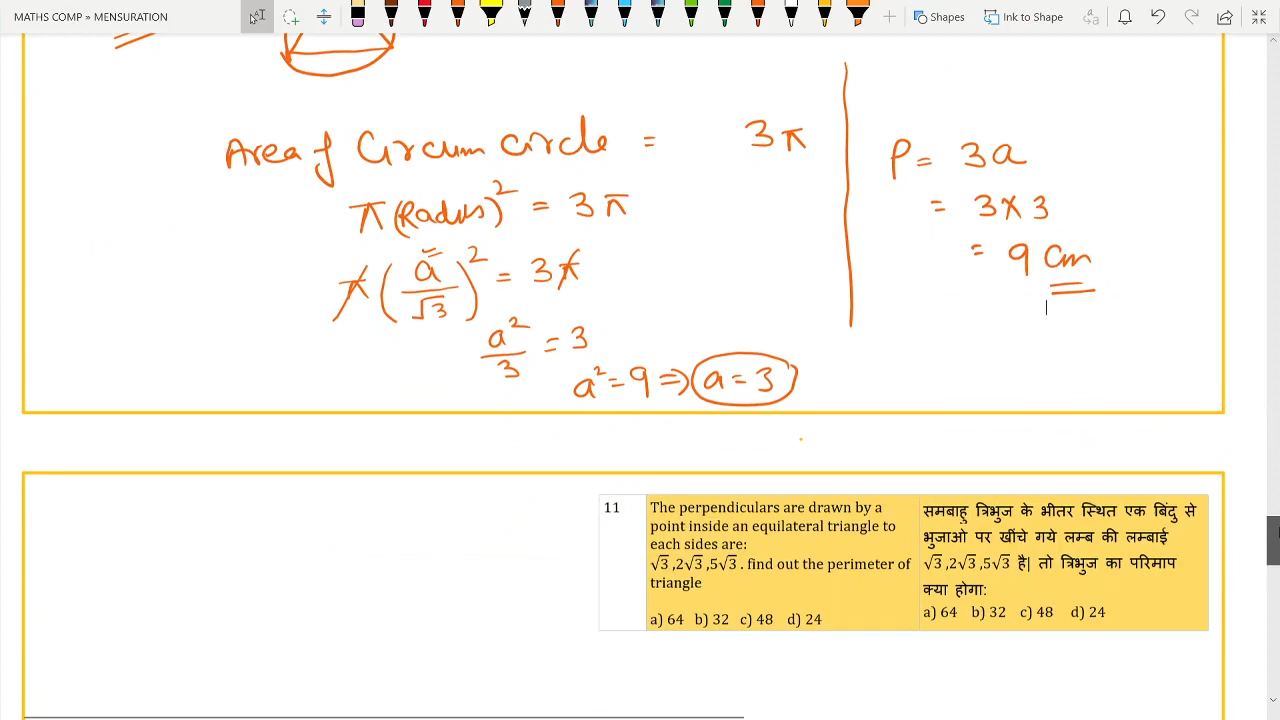 MATHS COMP » MENSURATION
Shapes
Ink to Shape
Area of Circum circle = 3π
π(Radius)² = 3π
π(a/√3)² = 3π
a²/3 = 3
a² = 9 ⇒ a = 3
P = 3a
= 3 × 3
= 9 cm
11
The perpendiculars are drawn by a
point inside an equilateral triangle to
each sides are:
√3 ,2√3 ,5√3 . find out the perimeter of
triangle
a) 64 b) 32 c) 48 d) 24
समबाहु त्रिभुज के भीतर स्थित एक बिंदु से
भुजाओ पर खींचे गये लम्ब की लम्बाई
√3 ,2√3 ,5√3 है| तो त्रिभुज का परिमाप
क्या होगा:
a) 64 b) 32 c) 48 d) 24